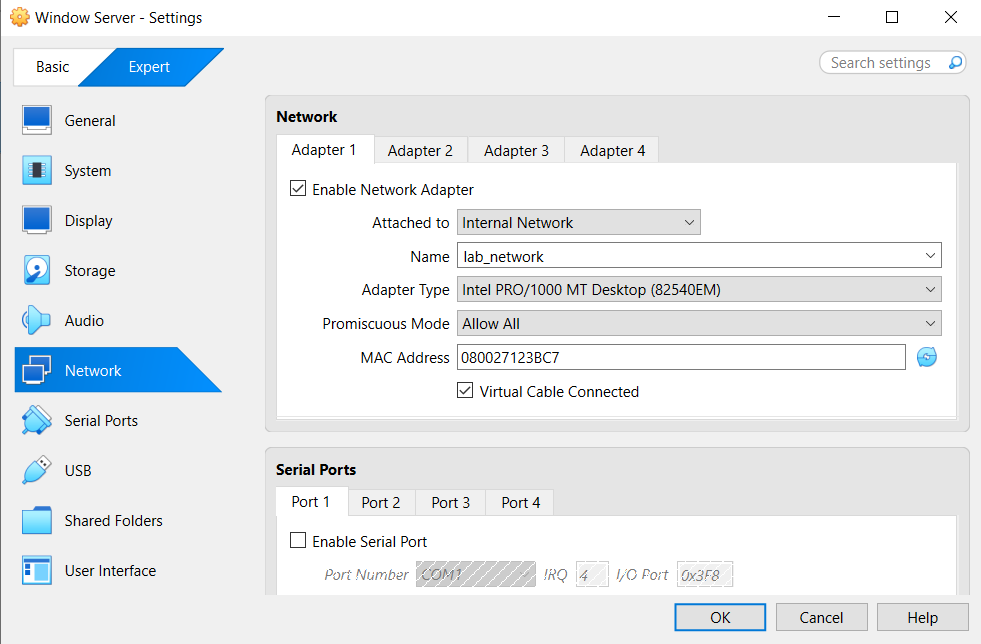 Window Server - Settings
Basic
Expert
Search settings
General
System
Display
Storage
Audio
Network
Serial Ports
USB
Shared Folders
User Interface
Network
Adapter 1 Adapter 2 Adapter 3 Adapter 4
Enable Network Adapter
Attached to Internal Network
Name lab_network
Adapter Type Intel PRO/1000 MT Desktop (82540EM)
Promiscuous Mode Allow All
MAC Address 080027123BC7
Virtual Cable Connected
Serial Ports
Port 1 Port 2 Port 3 Port 4
Enable Serial Port
Port Number COM1 IRQ 4 I/O Port 0x3F8
OK Cancel Help